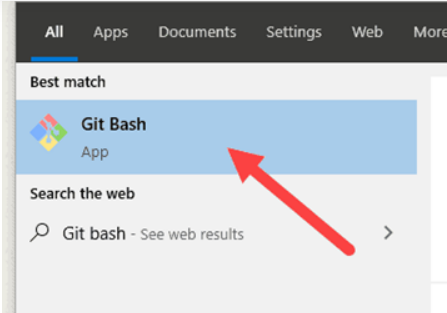 All Apps Documents Settings Web More
Best match
Git Bash
App
Search the web
Git bash - See web results